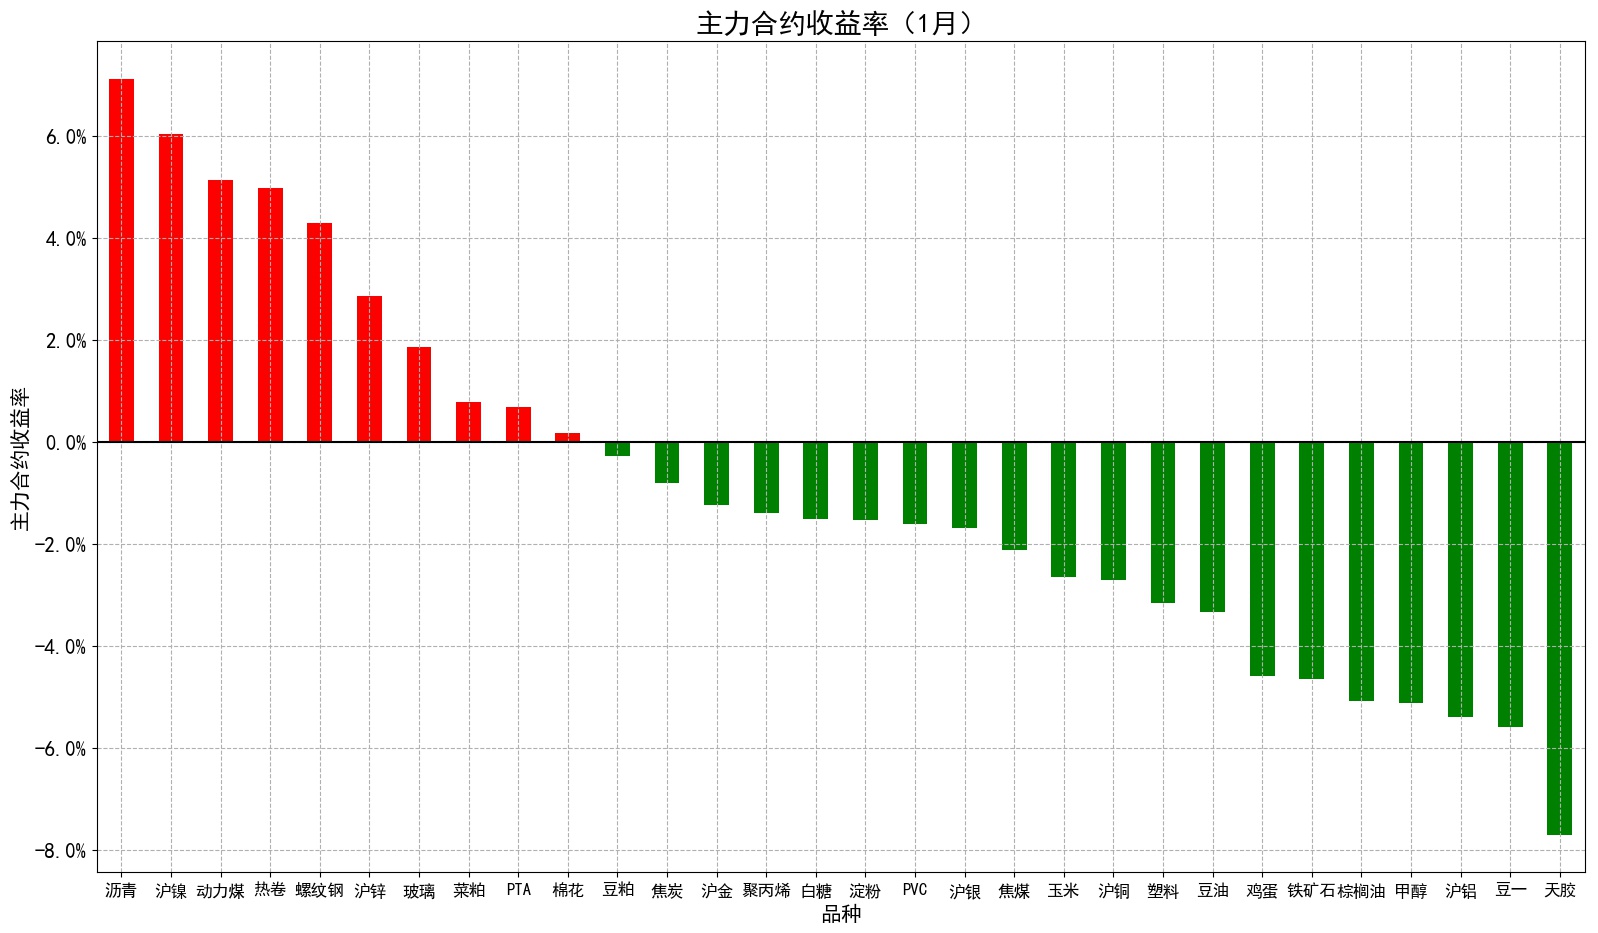 主力合约收益率（1月）
主力合约收益率
6.0%
4.0%
2.0%
0.0%
−2.0%
−4.0%
−6.0%
−8.0%
沥青 沪镍 动力煤 热卷 螺纹钢 沪锌 玻璃 菜粕 PTA 棉花 豆粕 焦炭 沪金 聚丙烯 白糖 淀粉 PVC 沪银 焦煤 玉米 沪铜 塑料 豆油 鸡蛋 铁矿石 棕榈油 甲醇 沪铝 豆一 天胶
品种